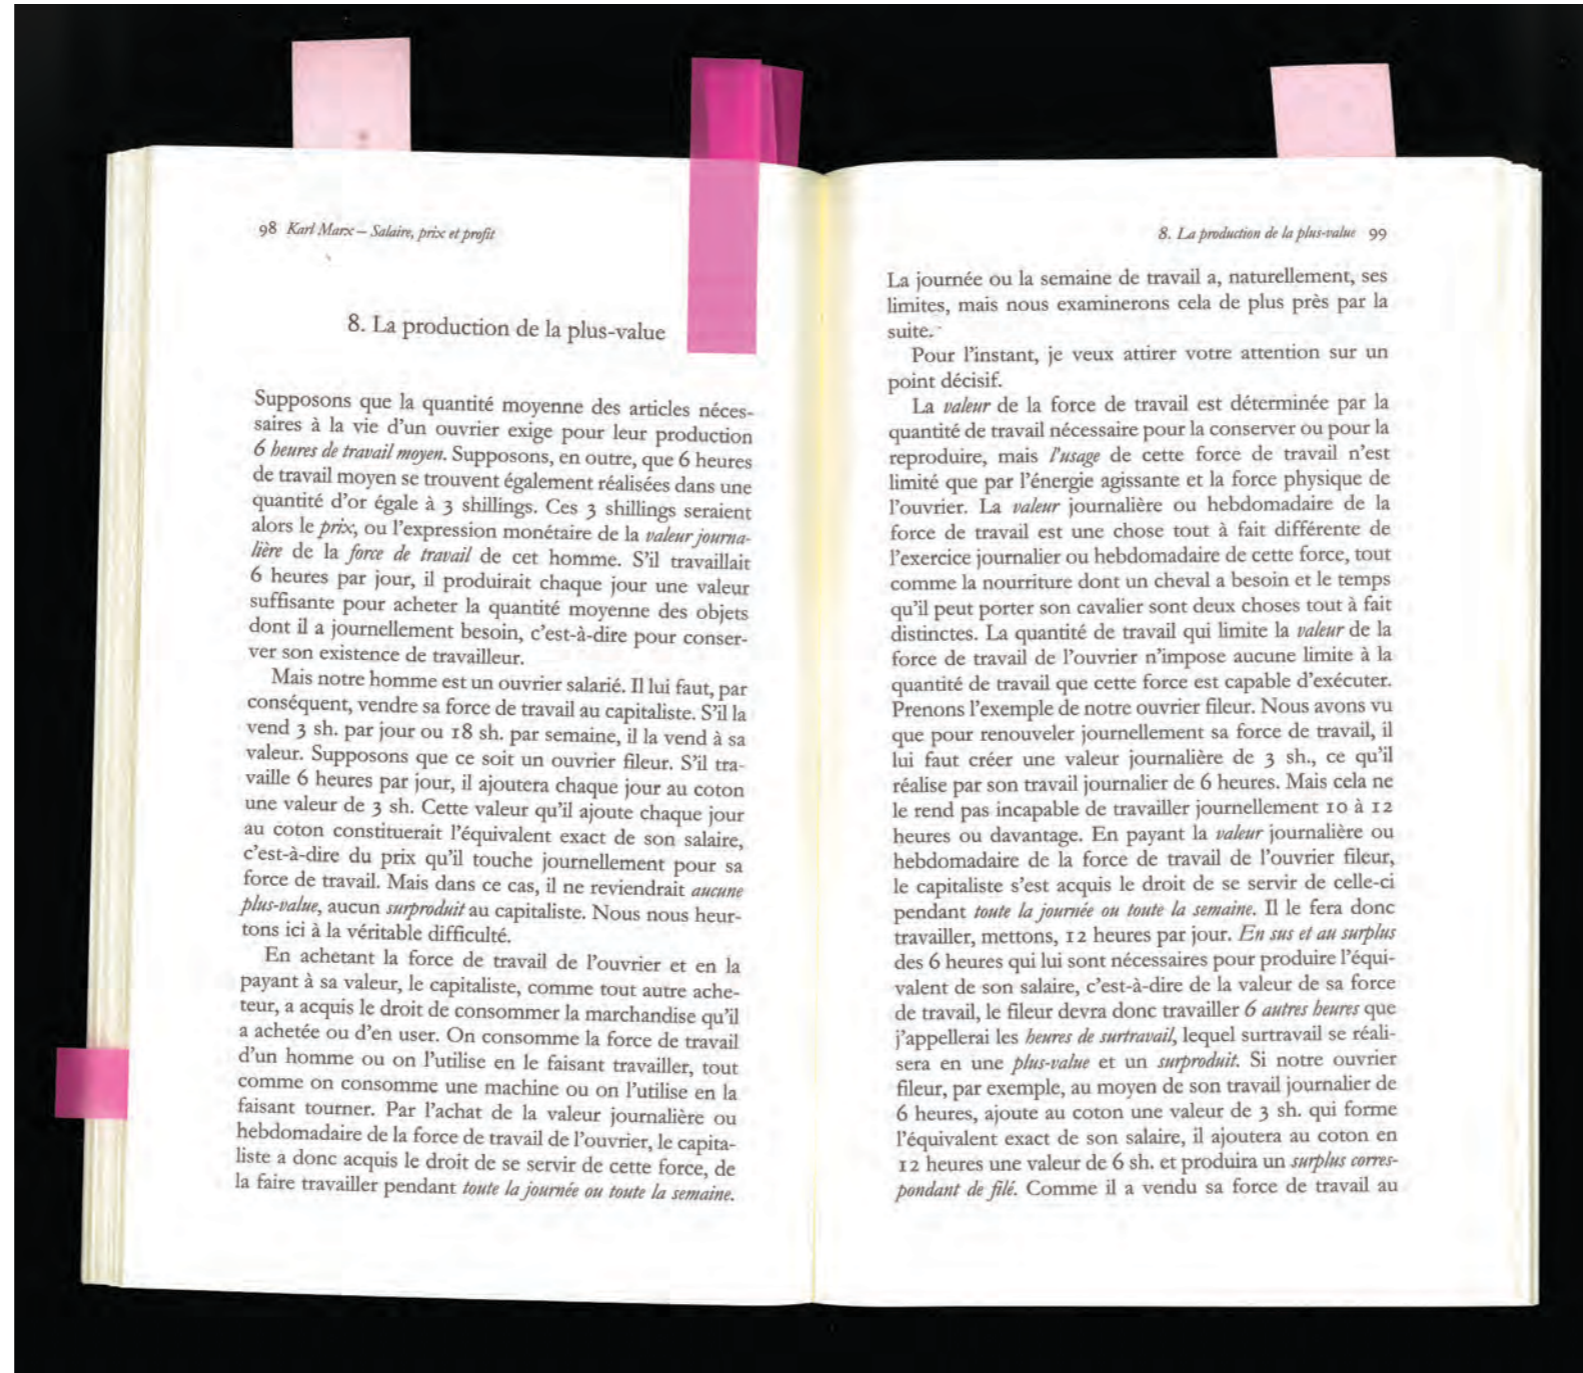 98 Karl Marx – Salaire, prix et profit
8. La production de la plus-value
Supposons que la quantité moyenne des articles néces-
saires à la vie d'un ouvrier exige pour leur production
6 heures de travail moyen. Supposons, en outre, que 6 heures
de travail moyen se trouvent également réalisées dans une
quantité d'or égale à 3 shillings. Ces 3 shillings seraient
alors le prix, ou l'expression monétaire de la valeur journa-
lière de la force de travail de cet homme. S'il travaillait
6 heures par jour, il produirait chaque jour une valeur
suffisante pour acheter la quantité moyenne des objets
dont il a journellement besoin, c'est-à-dire pour conser-
ver son existence de travailleur.
Mais notre homme est un ouvrier salarié. Il lui faut, par
conséquent, vendre sa force de travail au capitaliste. S'il la
vend 3 sh. par jour ou 18 sh. par semaine, il la vend à sa
valeur. Supposons que ce soit un ouvrier fileur. S'il tra-
vaille 6 heures par jour, il ajoutera chaque jour au coton
une valeur de 3 sh. Cette valeur qu'il ajoute chaque jour
au coton constituerait l'équivalent exact de son salaire,
c'est-à-dire du prix qu'il touche journellement pour sa
force de travail. Mais dans ce cas, il ne reviendrait aucune
plus-value, aucun surproduit au capitaliste. Nous nous heur-
tons ici à la véritable difficulté.
En achetant la force de travail de l'ouvrier et en la
payant à sa valeur, le capitaliste, comme tout autre ache-
teur, a acquis le droit de consommer la marchandise qu'il
a achetée ou d'en user. On consomme la force de travail
d'un homme ou on l'utilise en le faisant travailler, tout
comme on consomme une machine ou on l'utilise en la
faisant tourner. Par l'achat de la valeur journalière ou
hebdomadaire de la force de travail de l'ouvrier, le capita-
liste a donc acquis le droit de se servir de cette force, de
la faire travailler pendant toute la journée ou toute la semaine.
8. La production de la plus-value 99
La journée ou la semaine de travail a, naturellement, ses
limites, mais nous examinerons cela de plus près par la
suite.
Pour l'instant, je veux attirer votre attention sur un
point décisif.
La valeur de la force de travail est déterminée par la
quantité de travail nécessaire pour la conserver ou pour la
reproduire, mais l'usage de cette force de travail n'est
limité que par l'énergie agissante et la force physique de
l'ouvrier. La valeur journalière ou hebdomadaire de la
force de travail est une chose tout à fait différente de
l'exercice journalier ou hebdomadaire de cette force, tout
comme la nourriture dont un cheval a besoin et le temps
qu'il peut porter son cavalier sont deux choses tout à fait
distinctes. La quantité de travail qui limite la valeur de la
force de travail de l'ouvrier n'impose aucune limite à la
quantité de travail que cette force est capable d'exécuter.
Prenons l'exemple de notre ouvrier fileur. Nous avons vu
que pour renouveler journellement sa force de travail, il
lui faut créer une valeur journalière de 3 sh., ce qu'il
réalise par son travail journalier de 6 heures. Mais cela ne
le rend pas incapable de travailler journellement 10 à 12
heures ou davantage. En payant la valeur journalière ou
hebdomadaire de la force de travail de l'ouvrier fileur,
le capitaliste s'est acquis le droit de se servir de celle-ci
pendant toute la journée ou toute la semaine. Il le fera donc
travailler, mettons, 12 heures par jour. En sus et au surplus
des 6 heures qui lui sont nécessaires pour produire l'équi-
valent de son salaire, c'est-à-dire de la valeur de sa force
de travail, le fileur devra donc travailler 6 autres heures que
j'appellerai les heures de surtravail, lequel surtravail se réali-
sera en une plus-value et un surproduit. Si notre ouvrier
fileur, par exemple, au moyen de son travail journalier de
6 heures, ajoute au coton une valeur de 3 sh. qui forme
l'équivalent exact de son salaire, il ajoutera au coton en
12 heures une valeur de 6 sh. et produira un surplus corres-
pondant de filé. Comme il a vendu sa force de travail au